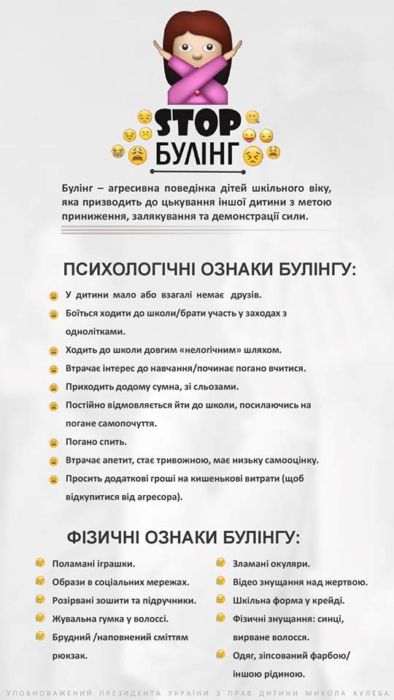 STOP
БУЛІНГ
Булінг – агресивна поведінка дітей шкільного віку,
яка призводить до цькування іншої дитини з метою
приниження, залякування та демонстрації сили.
ПСИХОЛОГІЧНІ ОЗНАКИ БУЛІНГУ:
У дитини мало або взагалі немає друзів.
Боїться ходити до школи/брати участь у заходах з
однолітками.
Ходить до школи довгим «нелогічним» шляхом.
Втрачає інтерес до навчання/починає погано вчитися.
Приходить додому сумна, зі сльозами.
Постійно відмовляється йти до школи, посилаючись на
погане самопочуття.
Погано спить.
Втрачає апетит, стає тривожною, має низьку самооцінку.
Просить додаткові гроші на кишенькові витрати (щоб
відкупитися від агресора).
ФІЗИЧНІ ОЗНАКИ БУЛІНГУ:
Поламані іграшки.
Образи в соціальних мережах.
Розірвані зошити та підручники.
Жувальна гумка у волоссі.
Брудний /наповнений сміттям
рюкзак.
Зламані окуляри.
Відео знущання над жертвою.
Шкільна форма у крейді.
Фізичні знущання: синці,
вирване волосся.
Одяг, зіпсований фарбою/
іншою рідиною.
УПОВНОВАЖЕНИЙ ПРЕЗИДЕНТА УКРАЇНИ З ПРАВ ДИТИНИ МИКОЛА КУЛЕБА